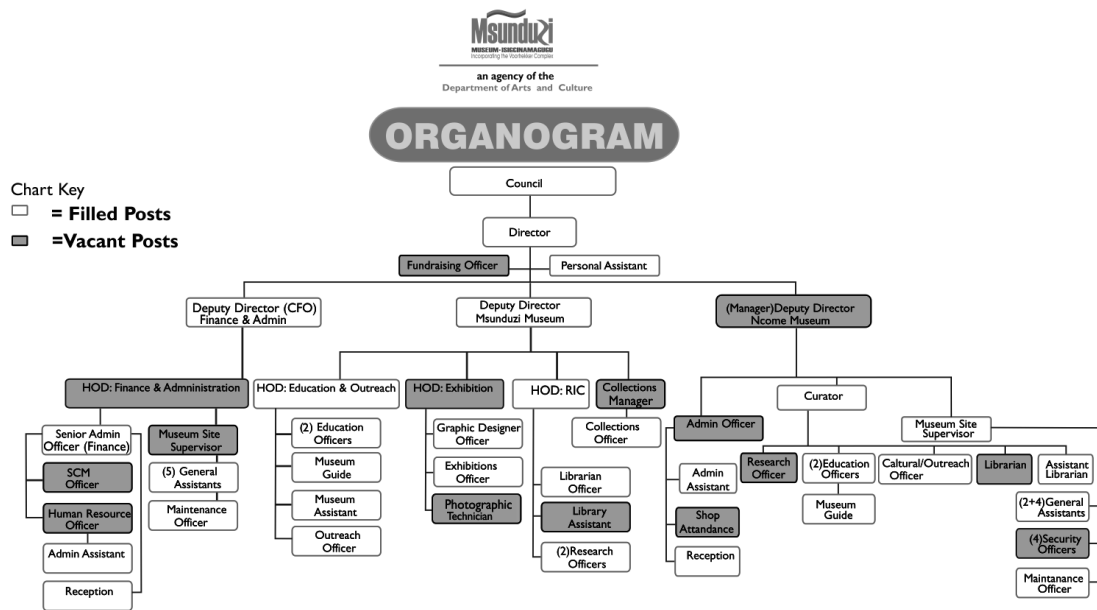 Msunduzi
MUSEUM-ISIGCINAMAGUGU
Incorporating the Voortrekker Complex
an agency of the
Department of Arts and Culture
ORGANOGRAM
Chart Key
= Filled Posts
=Vacant Posts
Council
Director
Fundraising Officer
Personal Assistant
Deputy Director (CFO)
Finance & Admin
Deputy Director
Msunduzi Museum
(Manager)Deputy Director
Ncome Museum
HOD: Finance & Admninistration
HOD: Education & Outreach
HOD: Exhibition
HOD: RIC
Collections
Manager
Senior Admin
Officer (Finance)
SCM
Officer
Human Resource
Officer
Admin Assistant
Reception
Museum Site
Supervisor
(5) General
Assistants
Maintenance
Officer
(2) Education
Officers
Museum
Guide
Museum
Assistant
Outreach
Officer
Graphic Designer
Officer
Exhibitions
Officer
Photographic
Technician
Librarian
Officer
Library
Assistant
(2)Research
Officers
Collections
Officer
Admin Officer
Curator
Museum Site
Supervisor
Admin
Assistant
Shop
Attandance
Reception
Research
Officer
(2)Education
Officers
Museum
Guide
Caltural/Outreach
Officer
Librarian
Assistant
Librarian
(2+4)General
Assistants
(4)Security
Officers
Maintanance
Officer